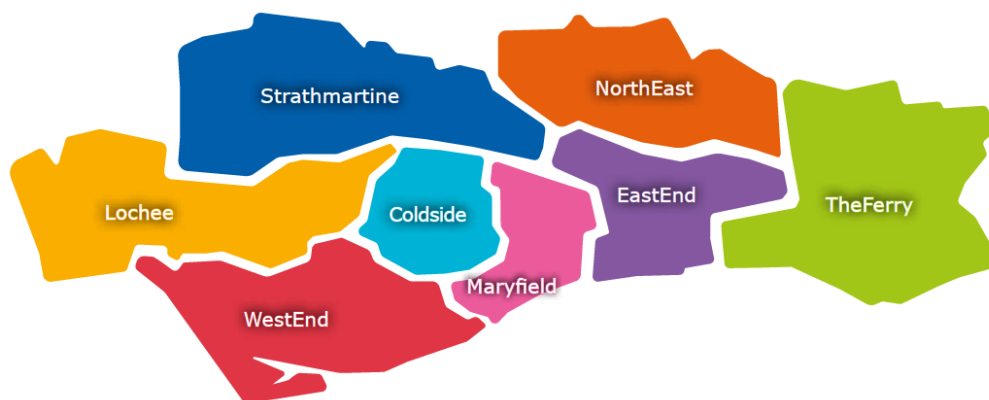 Strathmartine
NorthEast
Lochee
Coldside
EastEnd
TheFerry
Maryfield
WestEnd